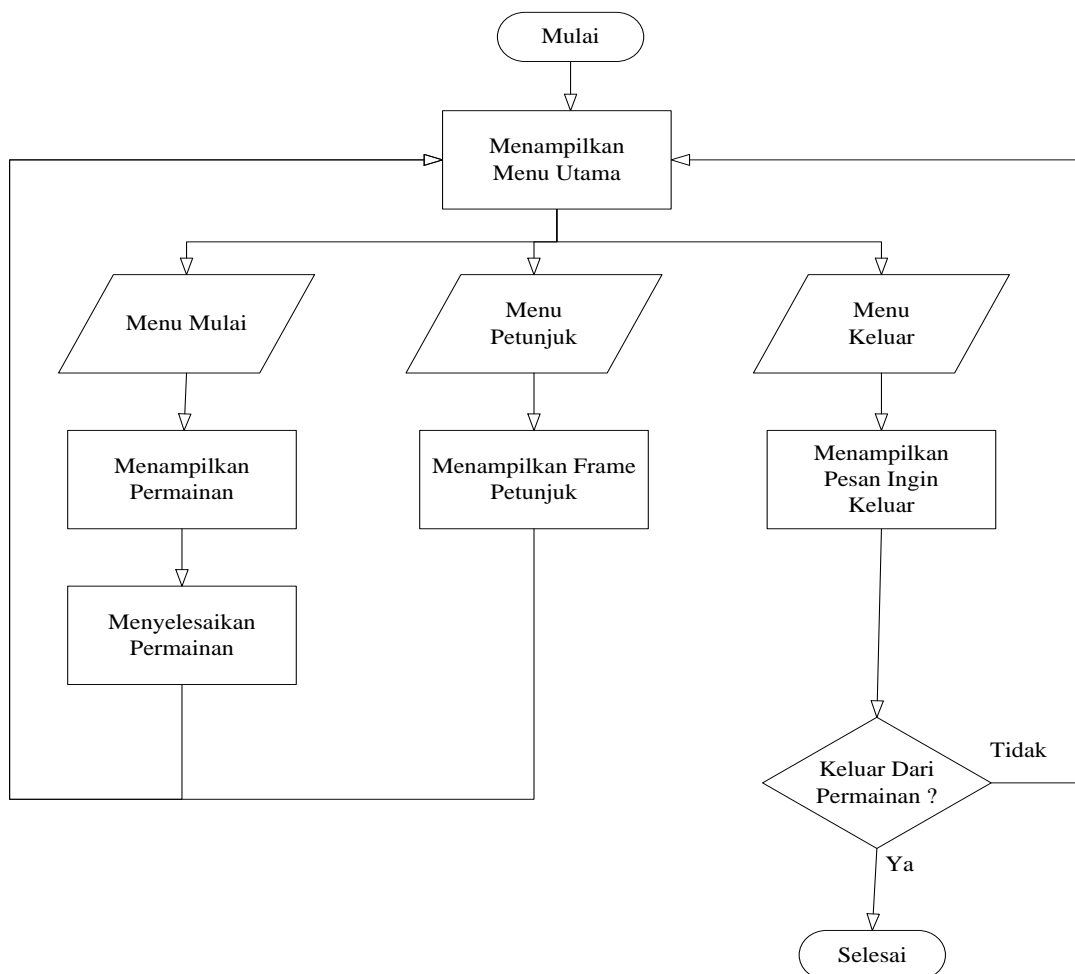 Mulai
Menampilkan
Menu Utama
Menu Mulai
Menu
Petunjuk
Menu
Keluar
Menampilkan
Permainan
Menampilkan Frame
Petunjuk
Menampilkan
Pesan Ingin
Keluar
Menyelesaikan
Permainan
Keluar Dari
Permainan ?
Tidak
Ya
Selesai